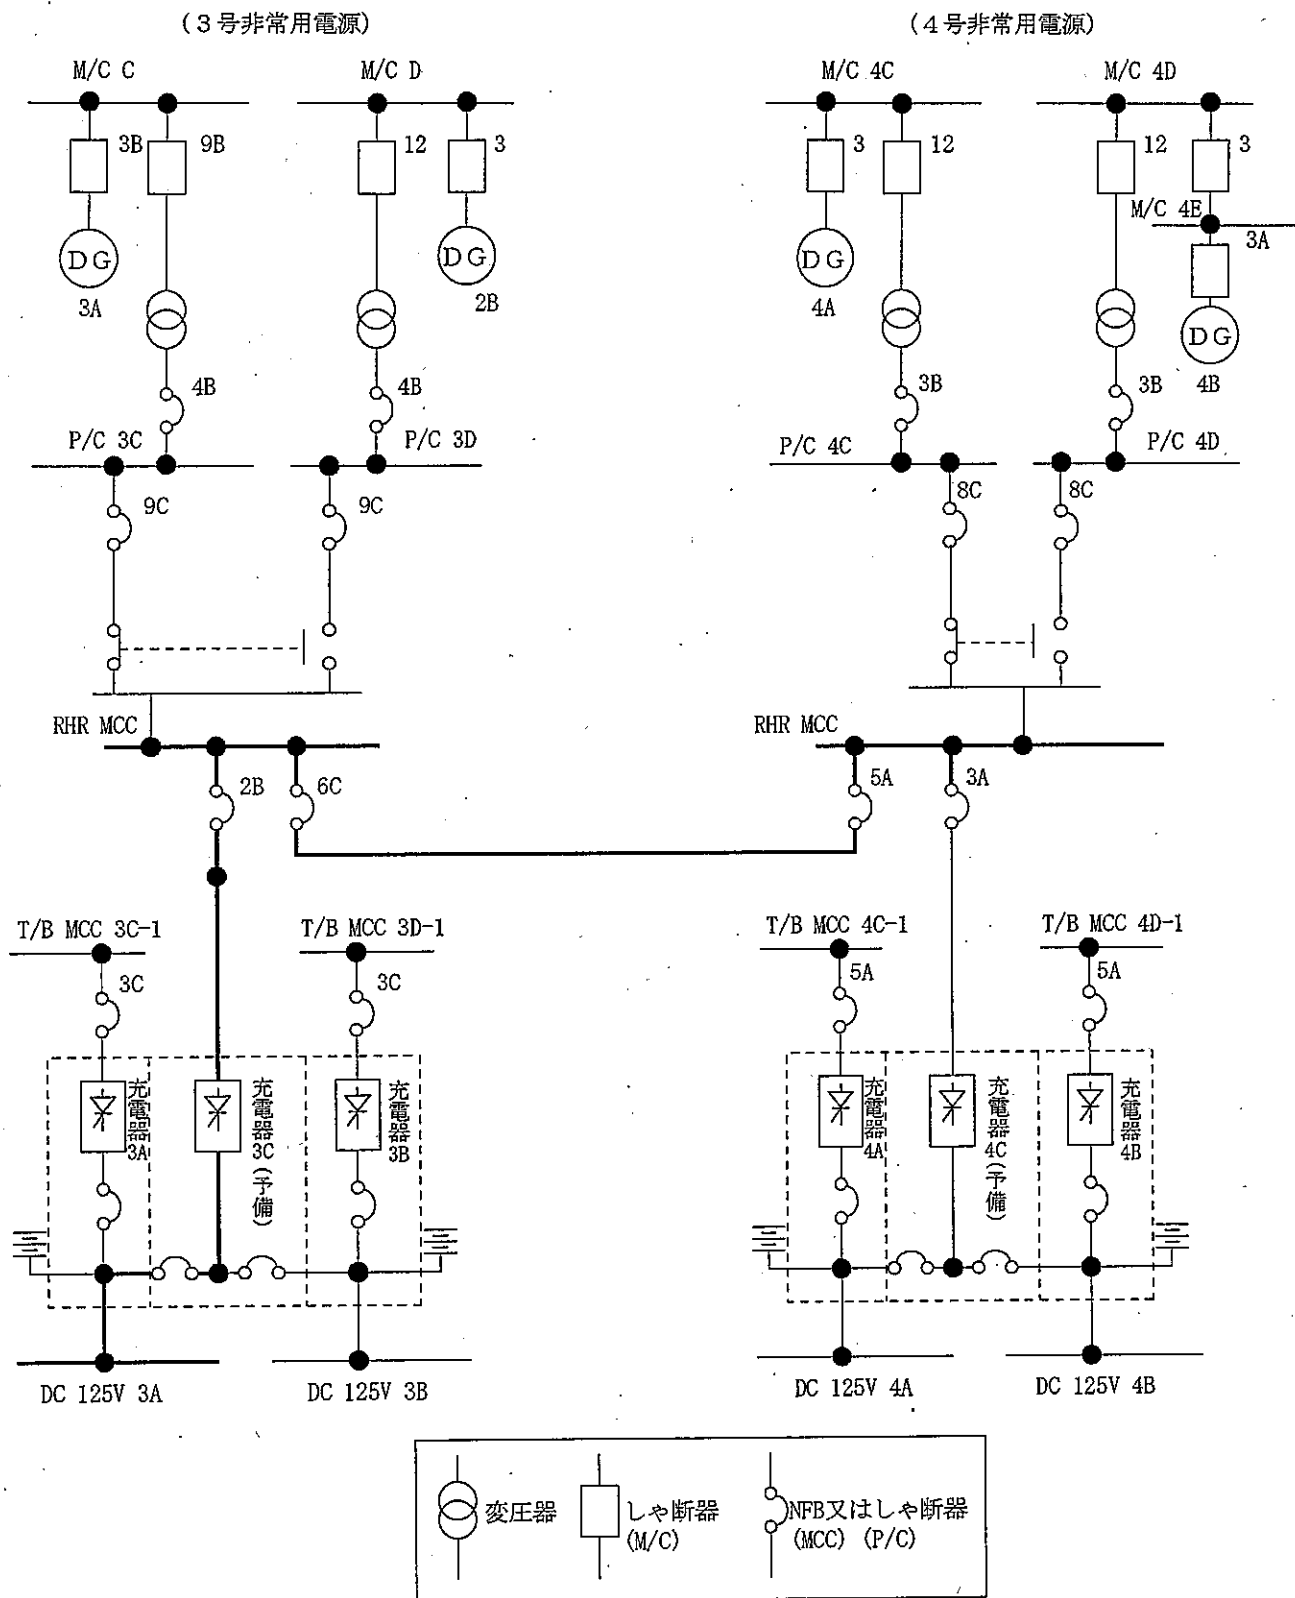 (3号非常用電源)
(4号非常用電源)
M/C C
M/C D
M/C 4C
M/C 4D
3B
9B
12
3
3
12
12
3
M/C 4E
3A
DG
DG
DG
DG
3A
2B
4A
4B
4B
4B
3B
3B
P/C 3C
P/C 3D
P/C 4C
P/C 4D
9C
9C
8C
8C
RHR MCC
RHR MCC
2B
6C
5A
3A
T/B MCC 3C-1
T/B MCC 3D-1
T/B MCC 4C-1
T/B MCC 4D-1
3C
3C
5A
5A
充電器3A
充電器3C(予備)
充電器3B
充電器4A
充電器4C(予備)
充電器4B
DC 125V 3A
DC 125V 3B
DC 125V 4A
DC 125V 4B
変圧器
しゃ断器
(M/C)
NFB又はしゃ断器
(MCC) (P/C)